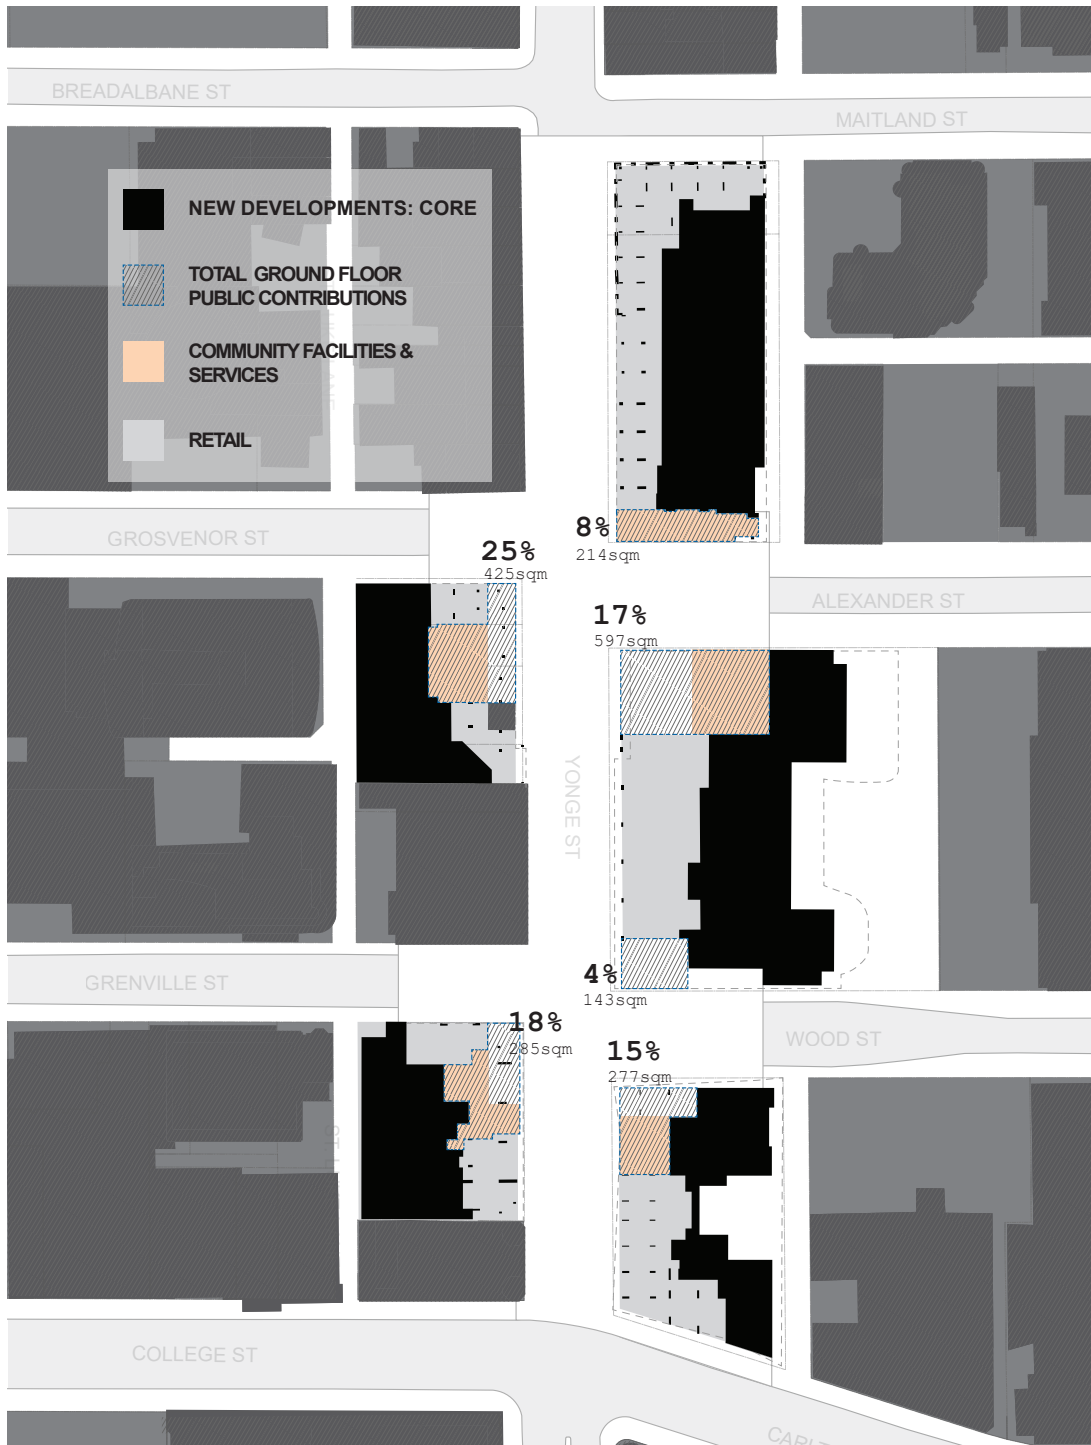 BREADALBANE ST
MAITLAND ST
NEW DEVELOPMENTS: CORE
TOTAL GROUND FLOOR
PUBLIC CONTRIBUTIONS
COMMUNITY FACILITIES &
SERVICES
RETAIL
GROSVENOR ST
8%
214sqm
25%
425sqm
ALEXANDER ST
17%
597sqm
YONGE ST
GRENVILLE ST
4%
143sqm
18%
285sqm
WOOD ST
15%
277sqm
COLLEGE ST